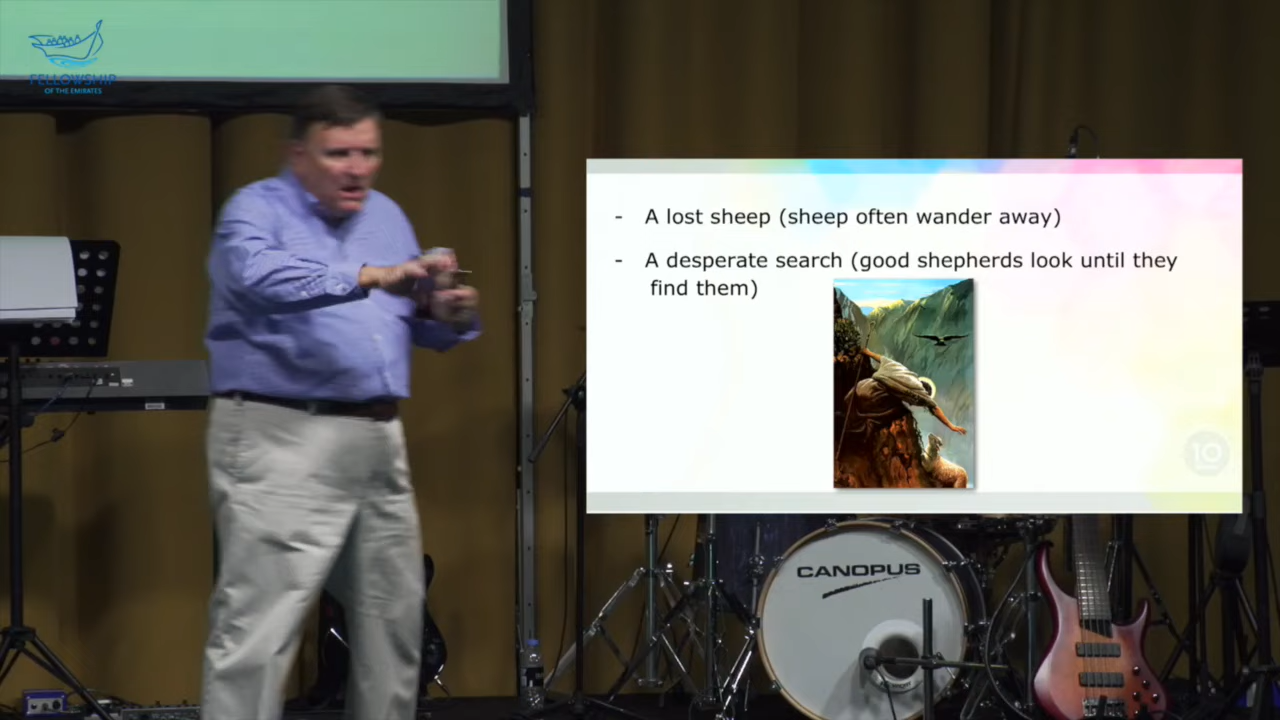 FELLOWSHIP
OF THE EMIRATES
- A lost sheep (sheep often wander away)
- A desperate search (good shepherds look until they
find them)
10
CANOPUS